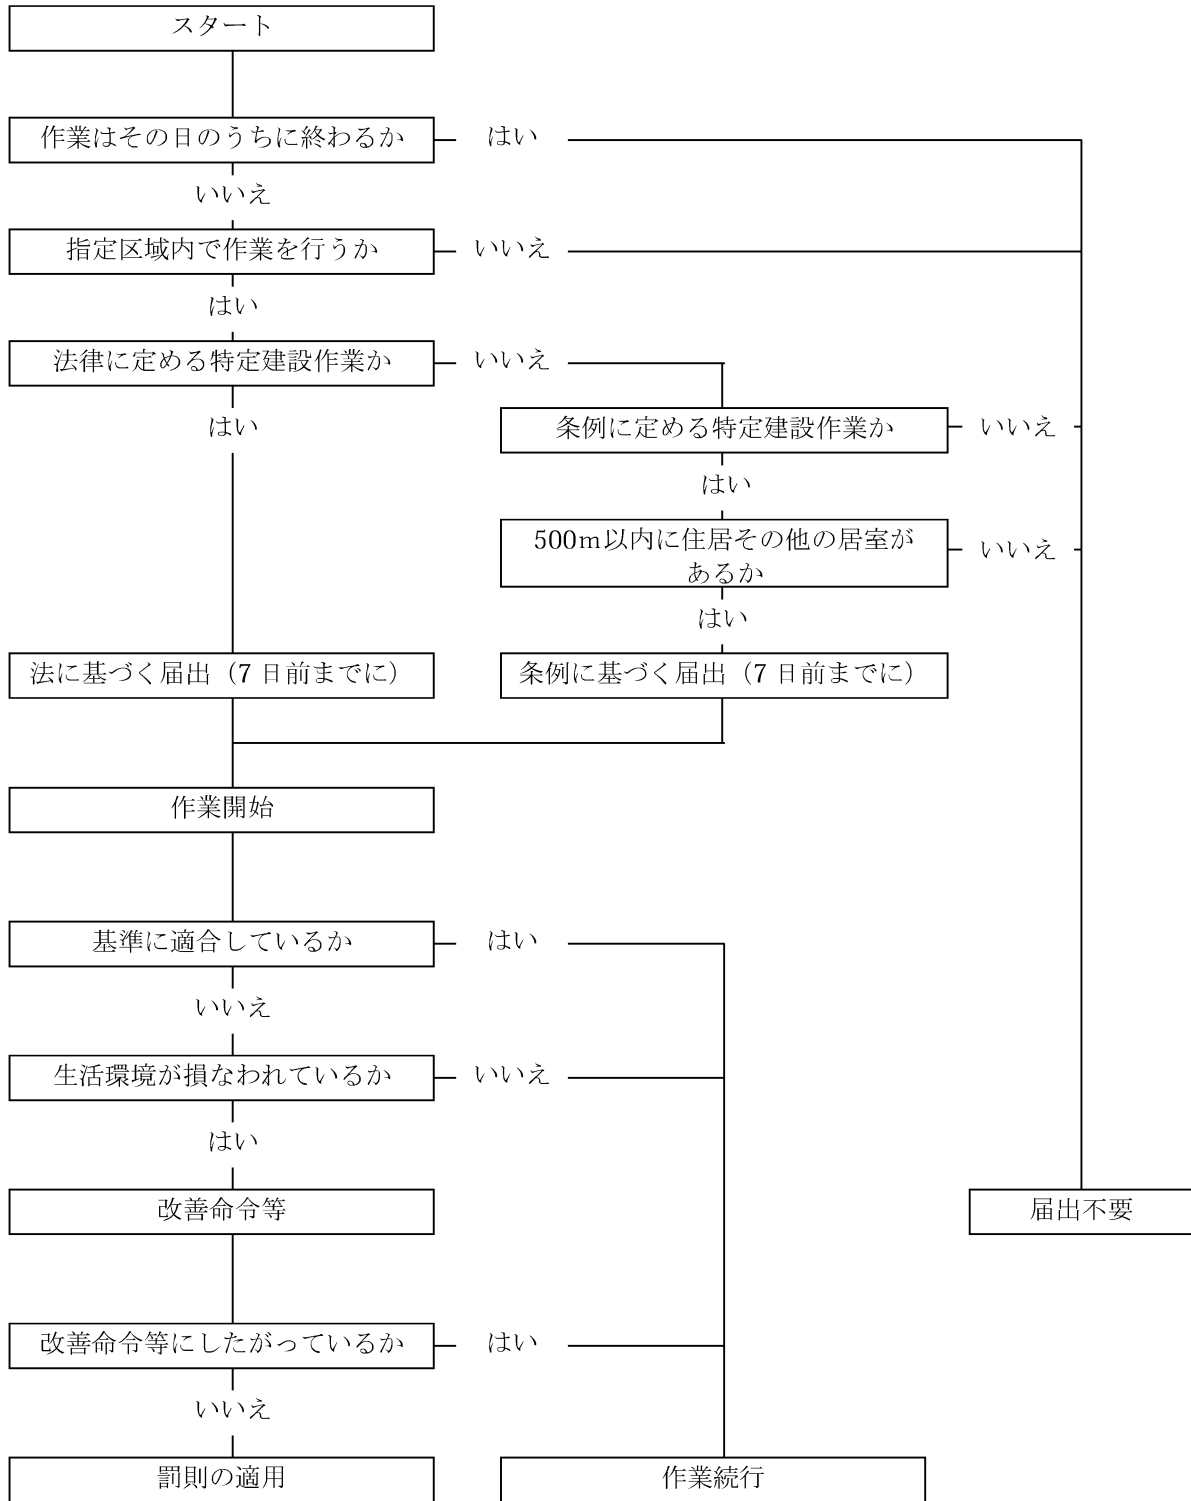 スタート
作業はその日のうちに終わるか
はい
いいえ
指定区域内で作業を行うか
いいえ
はい
法律に定める特定建設作業か
いいえ
はい
条例に定める特定建設作業か
いいえ
はい
500m以内に住居その他の居室が
あるか
いいえ
はい
法に基づく届出（7 日前までに）
条例に基づく届出（7 日前までに）
作業開始
基準に適合しているか
はい
いいえ
生活環境が損なわれているか
いいえ
はい
改善命令等
届出不要
改善命令等にしたがっているか
はい
いいえ
罰則の適用
作業続行